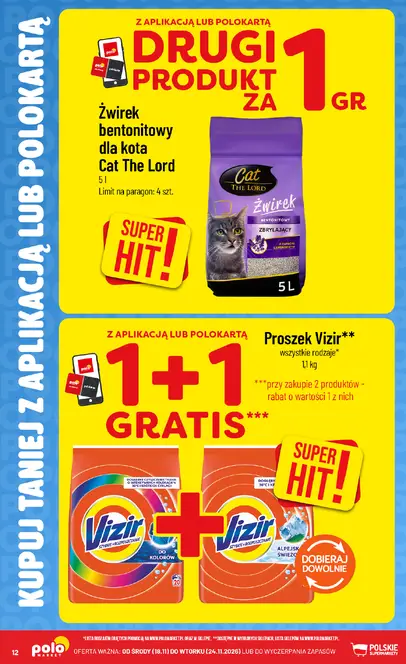 KUPUJ TANIEJ Z APLIKACJĄ LUB POLOKARTĄ
Z APLIKACJĄ LUB POLOKARTĄ
DRUGI
PRODUKT
ZA
1
GR
Żwirek
bentonitowy
dla kota
Cat The Lord
5 l
Limit na paragon: 4 szt.
SUPER
HIT!
Cat
THE LORD
Żwirek
BENTONITOWY
ZBRYLAJĄCY
5 L
Z APLIKACJĄ LUB POLOKARTĄ
1+1
GRATIS***
Proszek Vizir**
wszystkie rodzaje*
1,1 kg
***przy zakupie 2 produktów -
rabat o wartości 1 z nich
SUPER
HIT!
Vizir
DO
KOLORÓW
20
+
Vizir
ALPEJSKA
ŚWIEŻOŚĆ
DOBIERAJ
DOWOLNIE
12
polo
MARKET
OFERTA WAŻNA: OD ŚRODY (18.11) DO WTORKU (24.11.2026) LUB DO WYCZERPANIA ZAPASÓW
POLSKIE
SUPERMARKETY